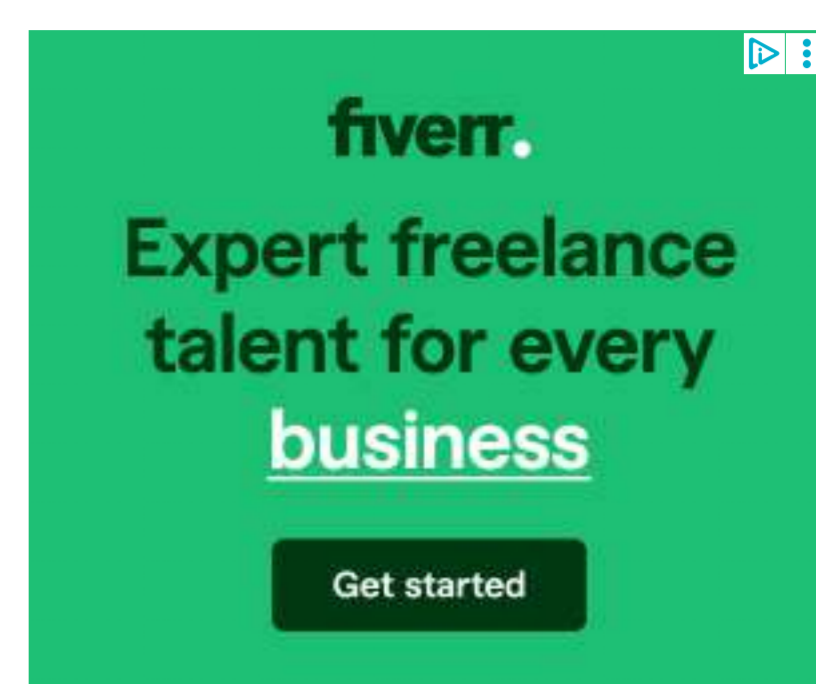 fiverr.
Expert freelance
talent for every
business
Get started